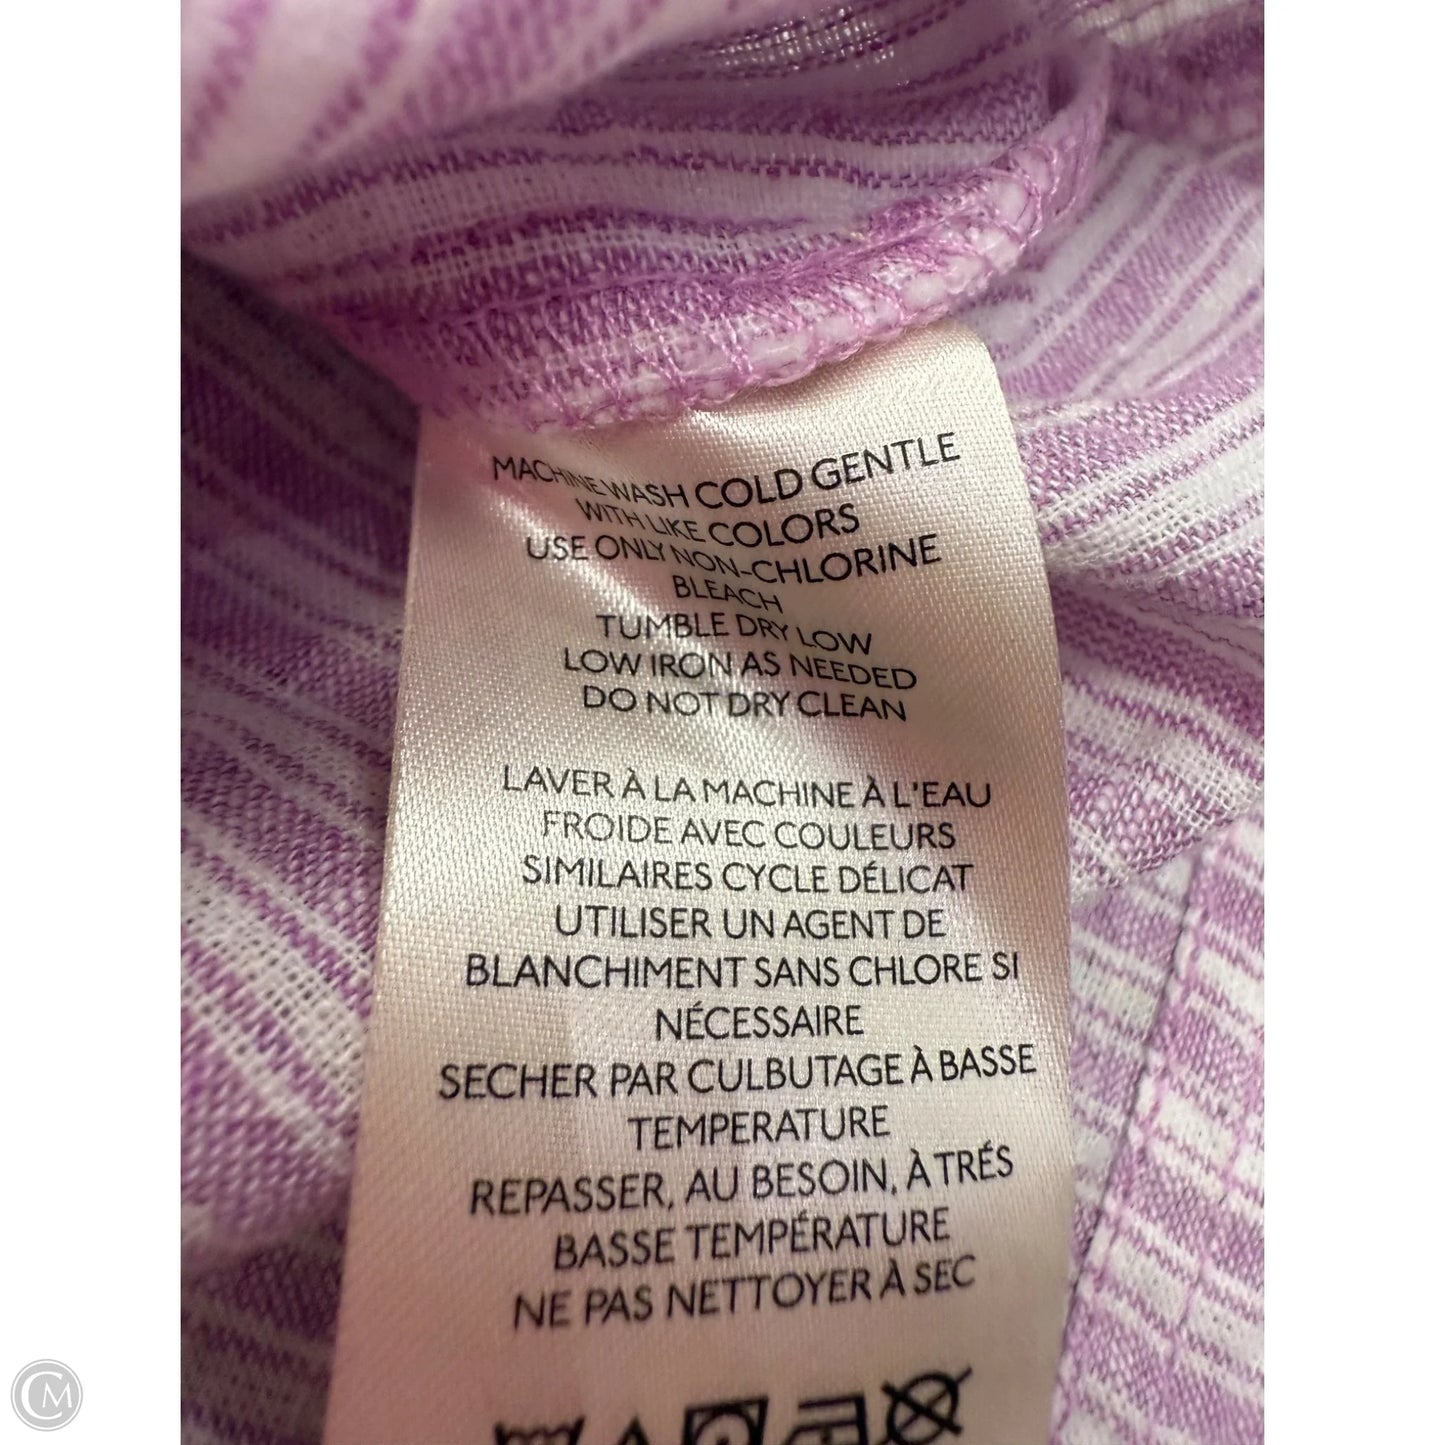 MACHINE WASH COLD GENTLE
WITH LIKE COLORS
USE ONLY NON-CHLORINE
BLEACH
TUMBLE DRY LOW
LOW IRON AS NEEDED
DO NOT DRY CLEAN
LAVER À LA MACHINE À L'EAU
FROIDE AVEC COULEURS
SIMILAIRES CYCLE DÉLICAT
UTILISER UN AGENT DE
BLANCHIMENT SANS CHLORE SI
NÉCESSAIRE
SECHER PAR CULBUTAGE À BASSE
TEMPERATURE
REPASSER, AU BESOIN, À TRÉS
BASSE TEMPÉRATURE
NE PAS NETTOYER À SEC
CM